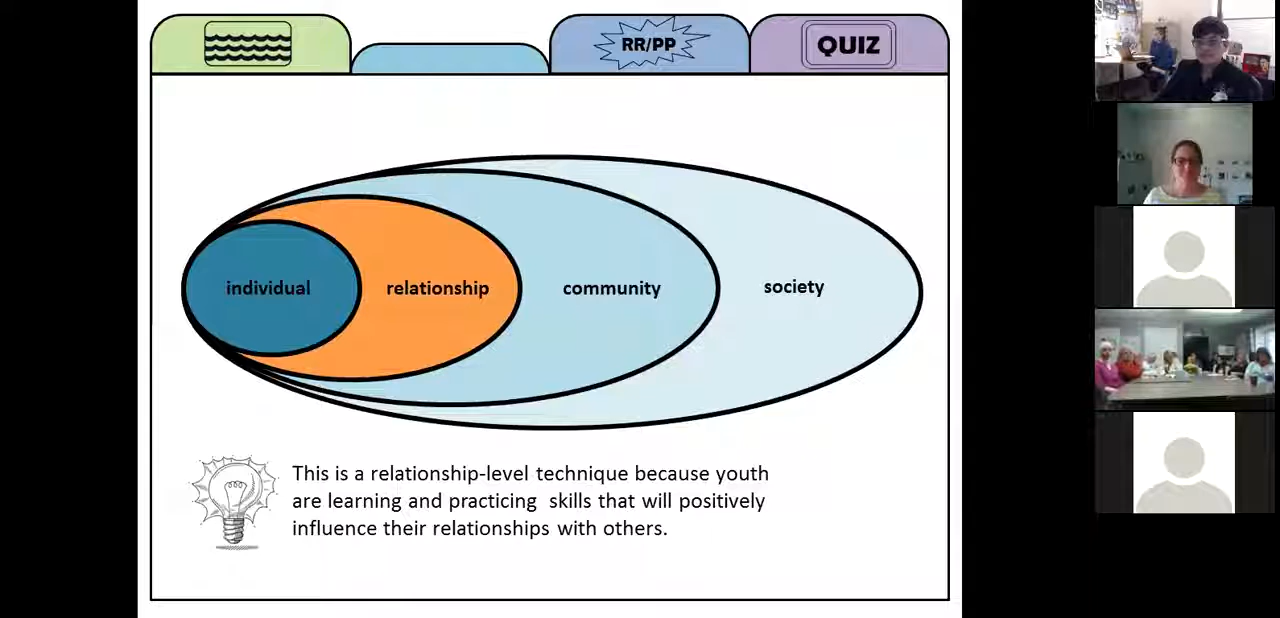 RR/PP
QUIZ
individual
relationship
community
society
This is a relationship-level technique because youth
are learning and practicing skills that will positively
influence their relationships with others.